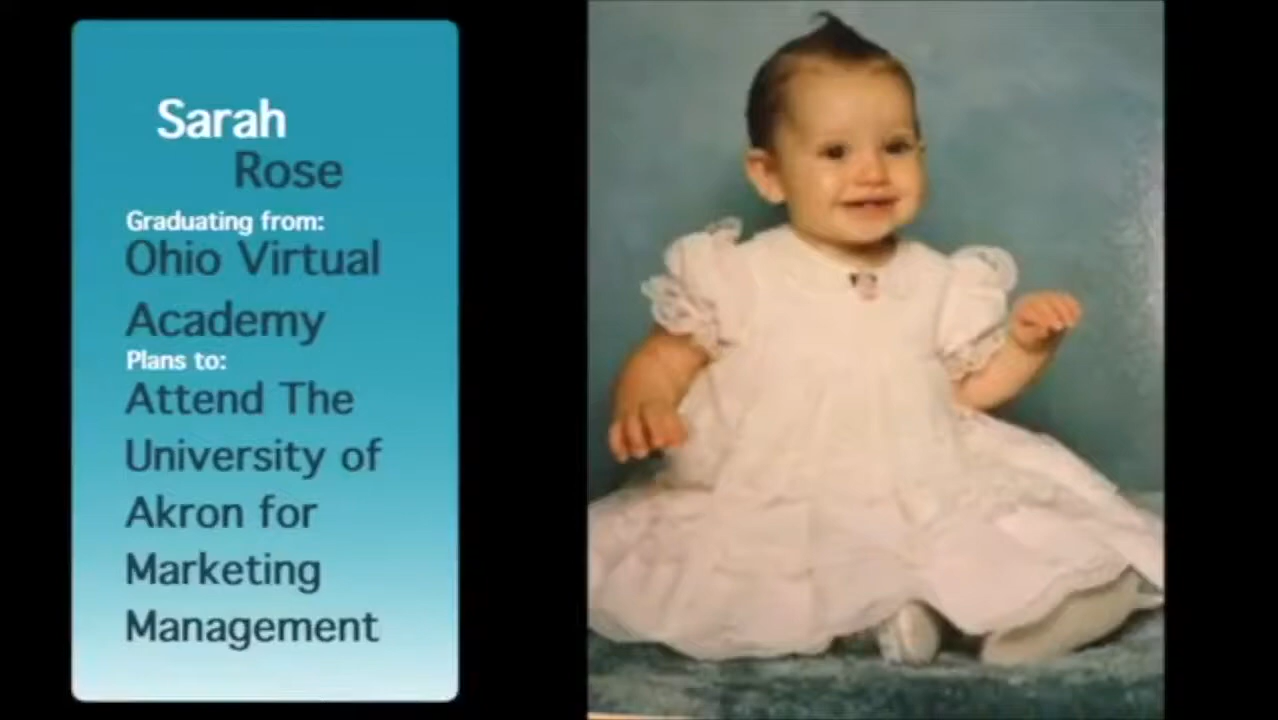 Sarah
Rose
Graduating from:
Ohio Virtual
Academy
Plans to:
Attend The
University of
Akron for
Marketing
Management